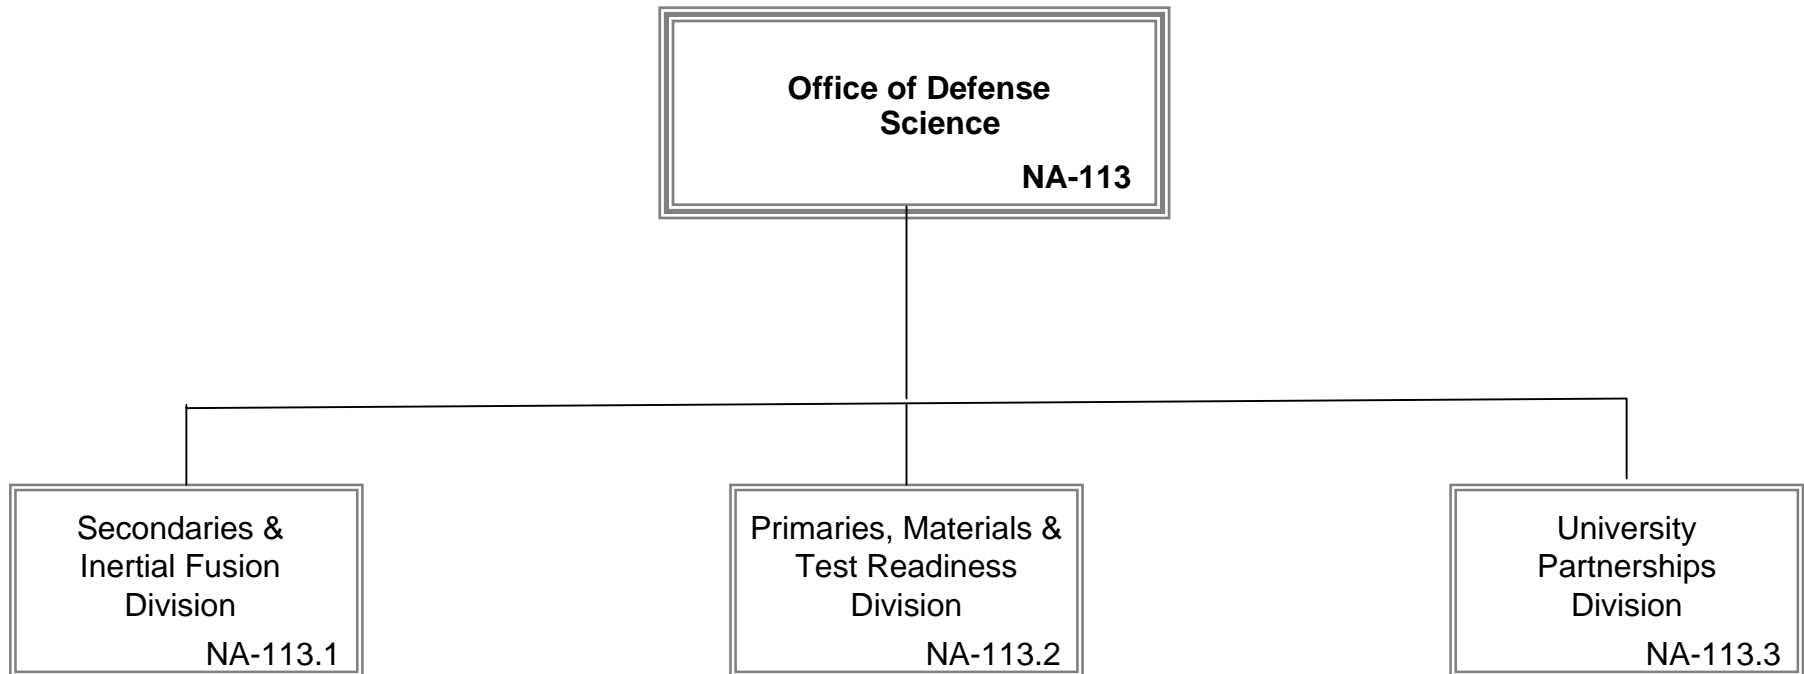 Office of Defense
Science
NA-113
Secondaries &
Inertial Fusion
Division
NA-113.1
Primaries, Materials &
Test Readiness
Division
NA-113.2
University
Partnerships
Division
NA-113.3